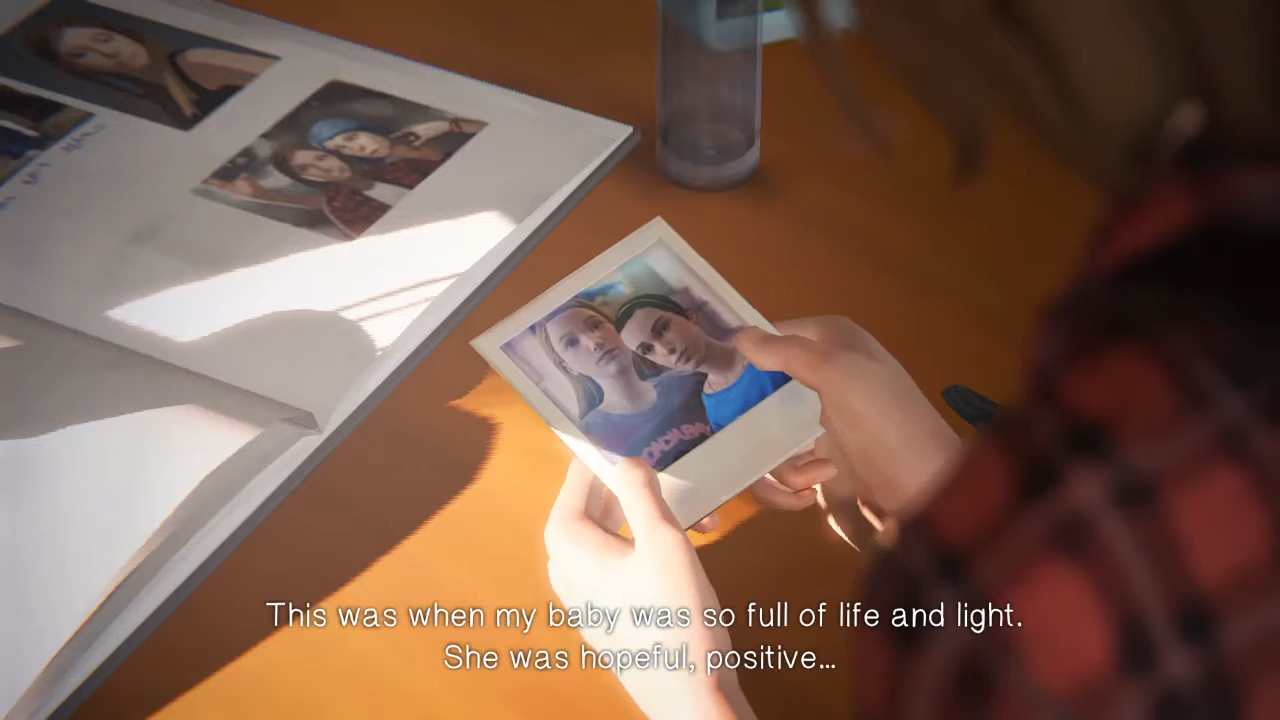 This was when my baby was so full of life and light.
She was hopeful, positive...